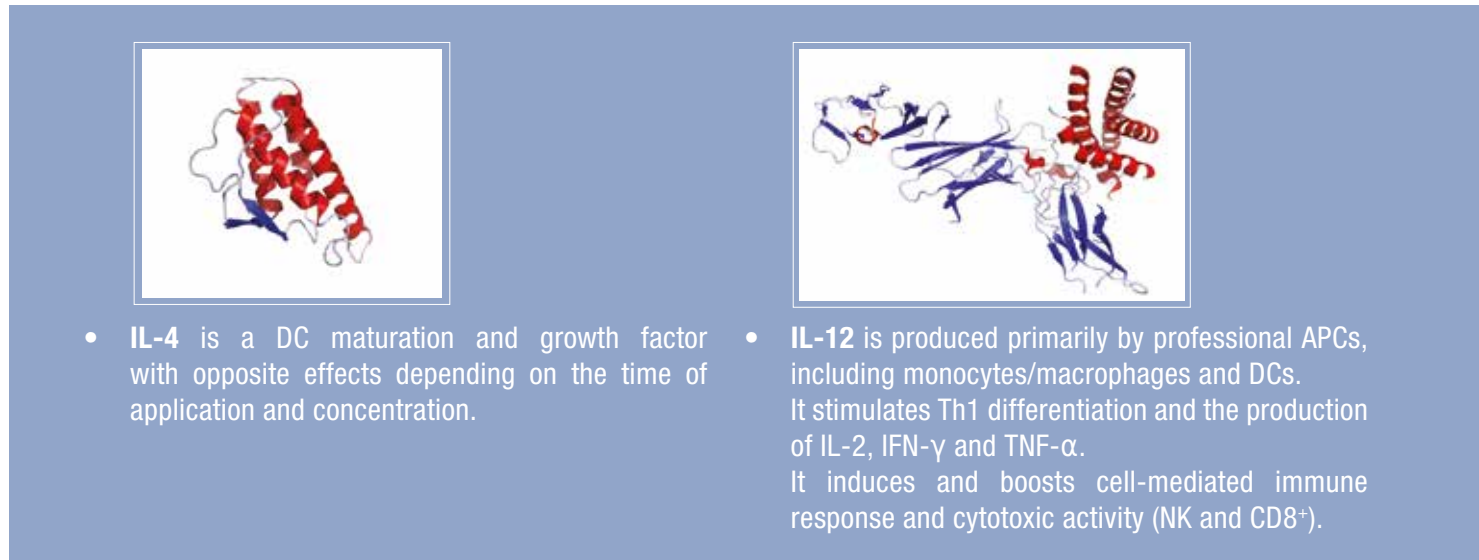 • IL-4 is a DC maturation and growth factor
with opposite effects depending on the time of
application and concentration.
• IL-12 is produced primarily by professional APCs,
including monocytes/macrophages and DCs.
It stimulates Th1 differentiation and the production
of IL-2, IFN-γ and TNF-α.
It induces and boosts cell-mediated immune
response and cytotoxic activity (NK and CD8⁺).